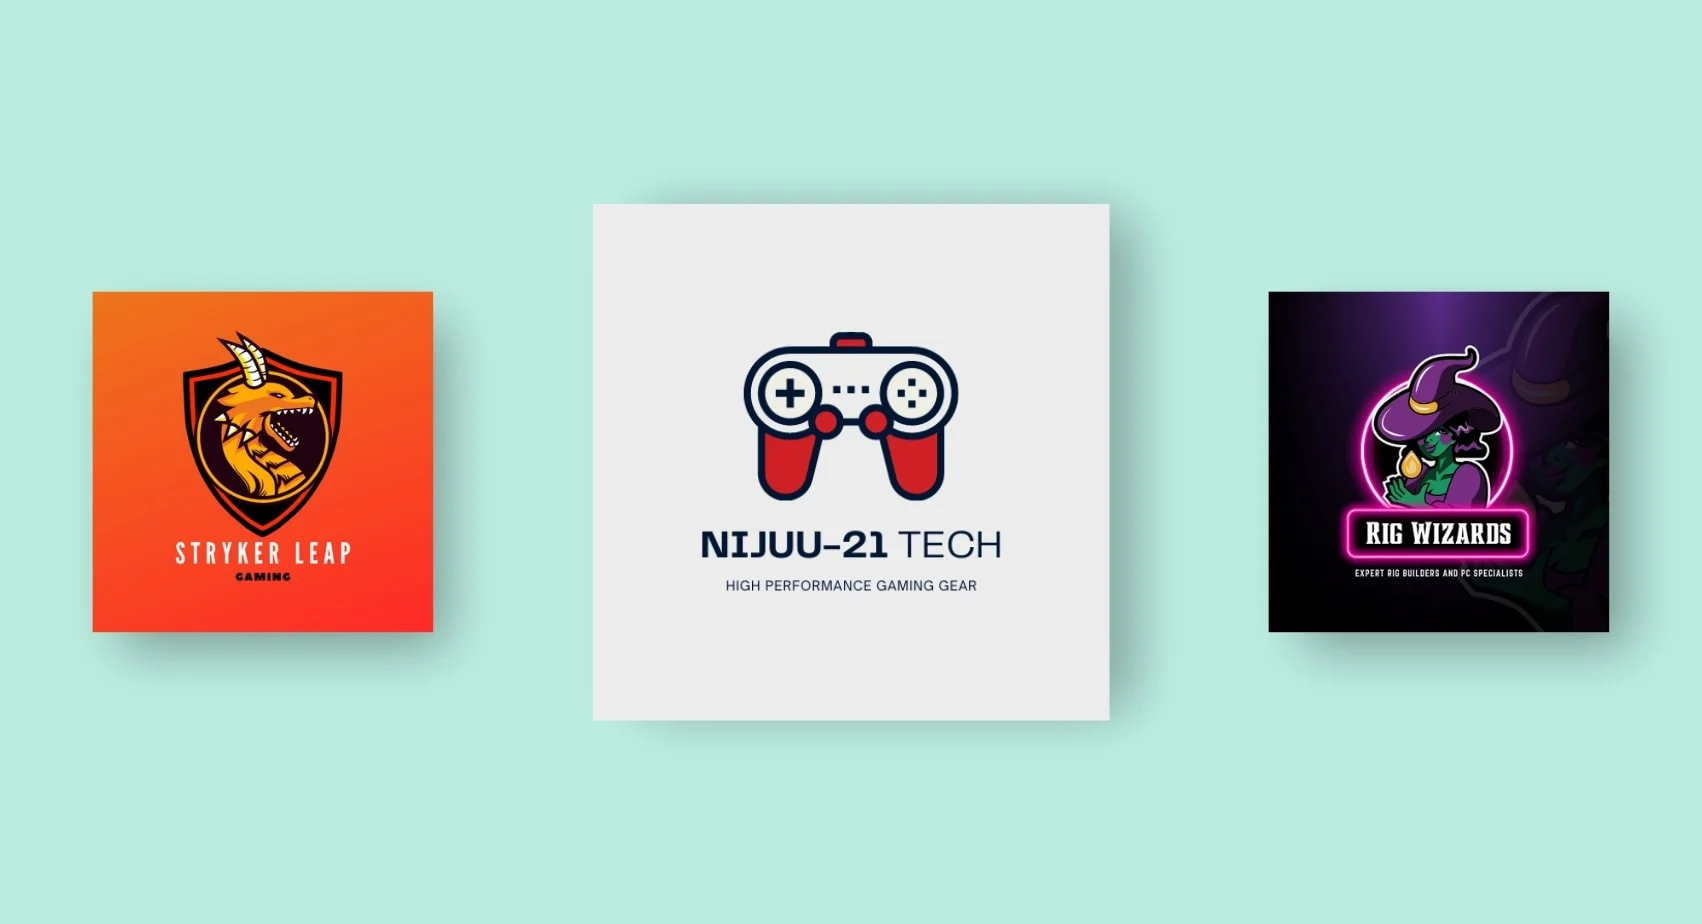 STRYKER LEAP
GAMING
NIJUU-21 TECH
HIGH PERFORMANCE GAMING GEAR
RIG WIZARDS
EXPERT RIG BUILDERS AND PC SPECIALISTS